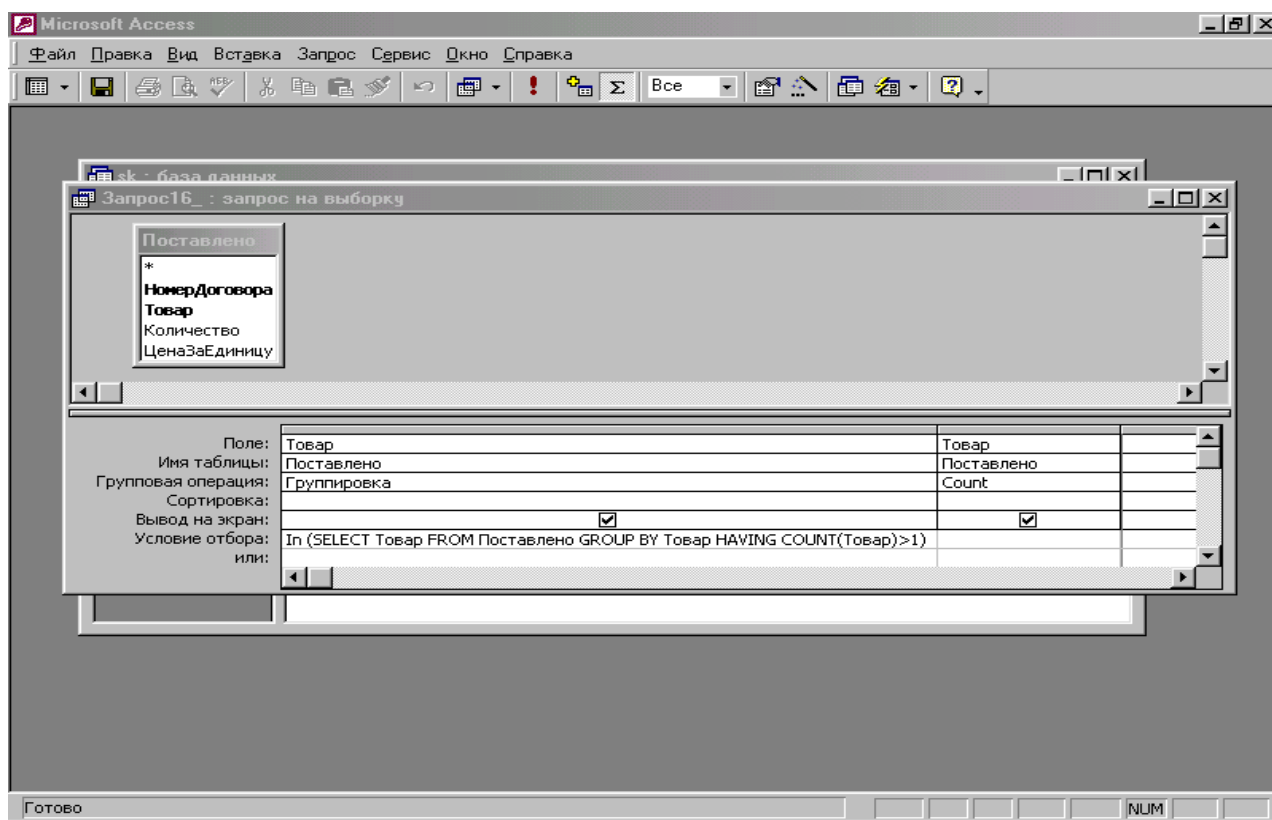 Microsoft Access
Файл Правка Вид Вставка Запрос Сервис Окно Справка
Все
sk : база данных
Запрос16_ : запрос на выборку
Поставлено
*
НомерДоговора
Товар
Количество
ЦенаЗаЕдиницу
Поле: Товар Товар
Имя таблицы: Поставлено Поставлено
Групповая операция: Группировка Count
Сортировка:
Вывод на экран:
Условие отбора: In (SELECT Товар FROM Поставлено GROUP BY Товар HAVING COUNT(Товар)>1)
или:
Готово NUM